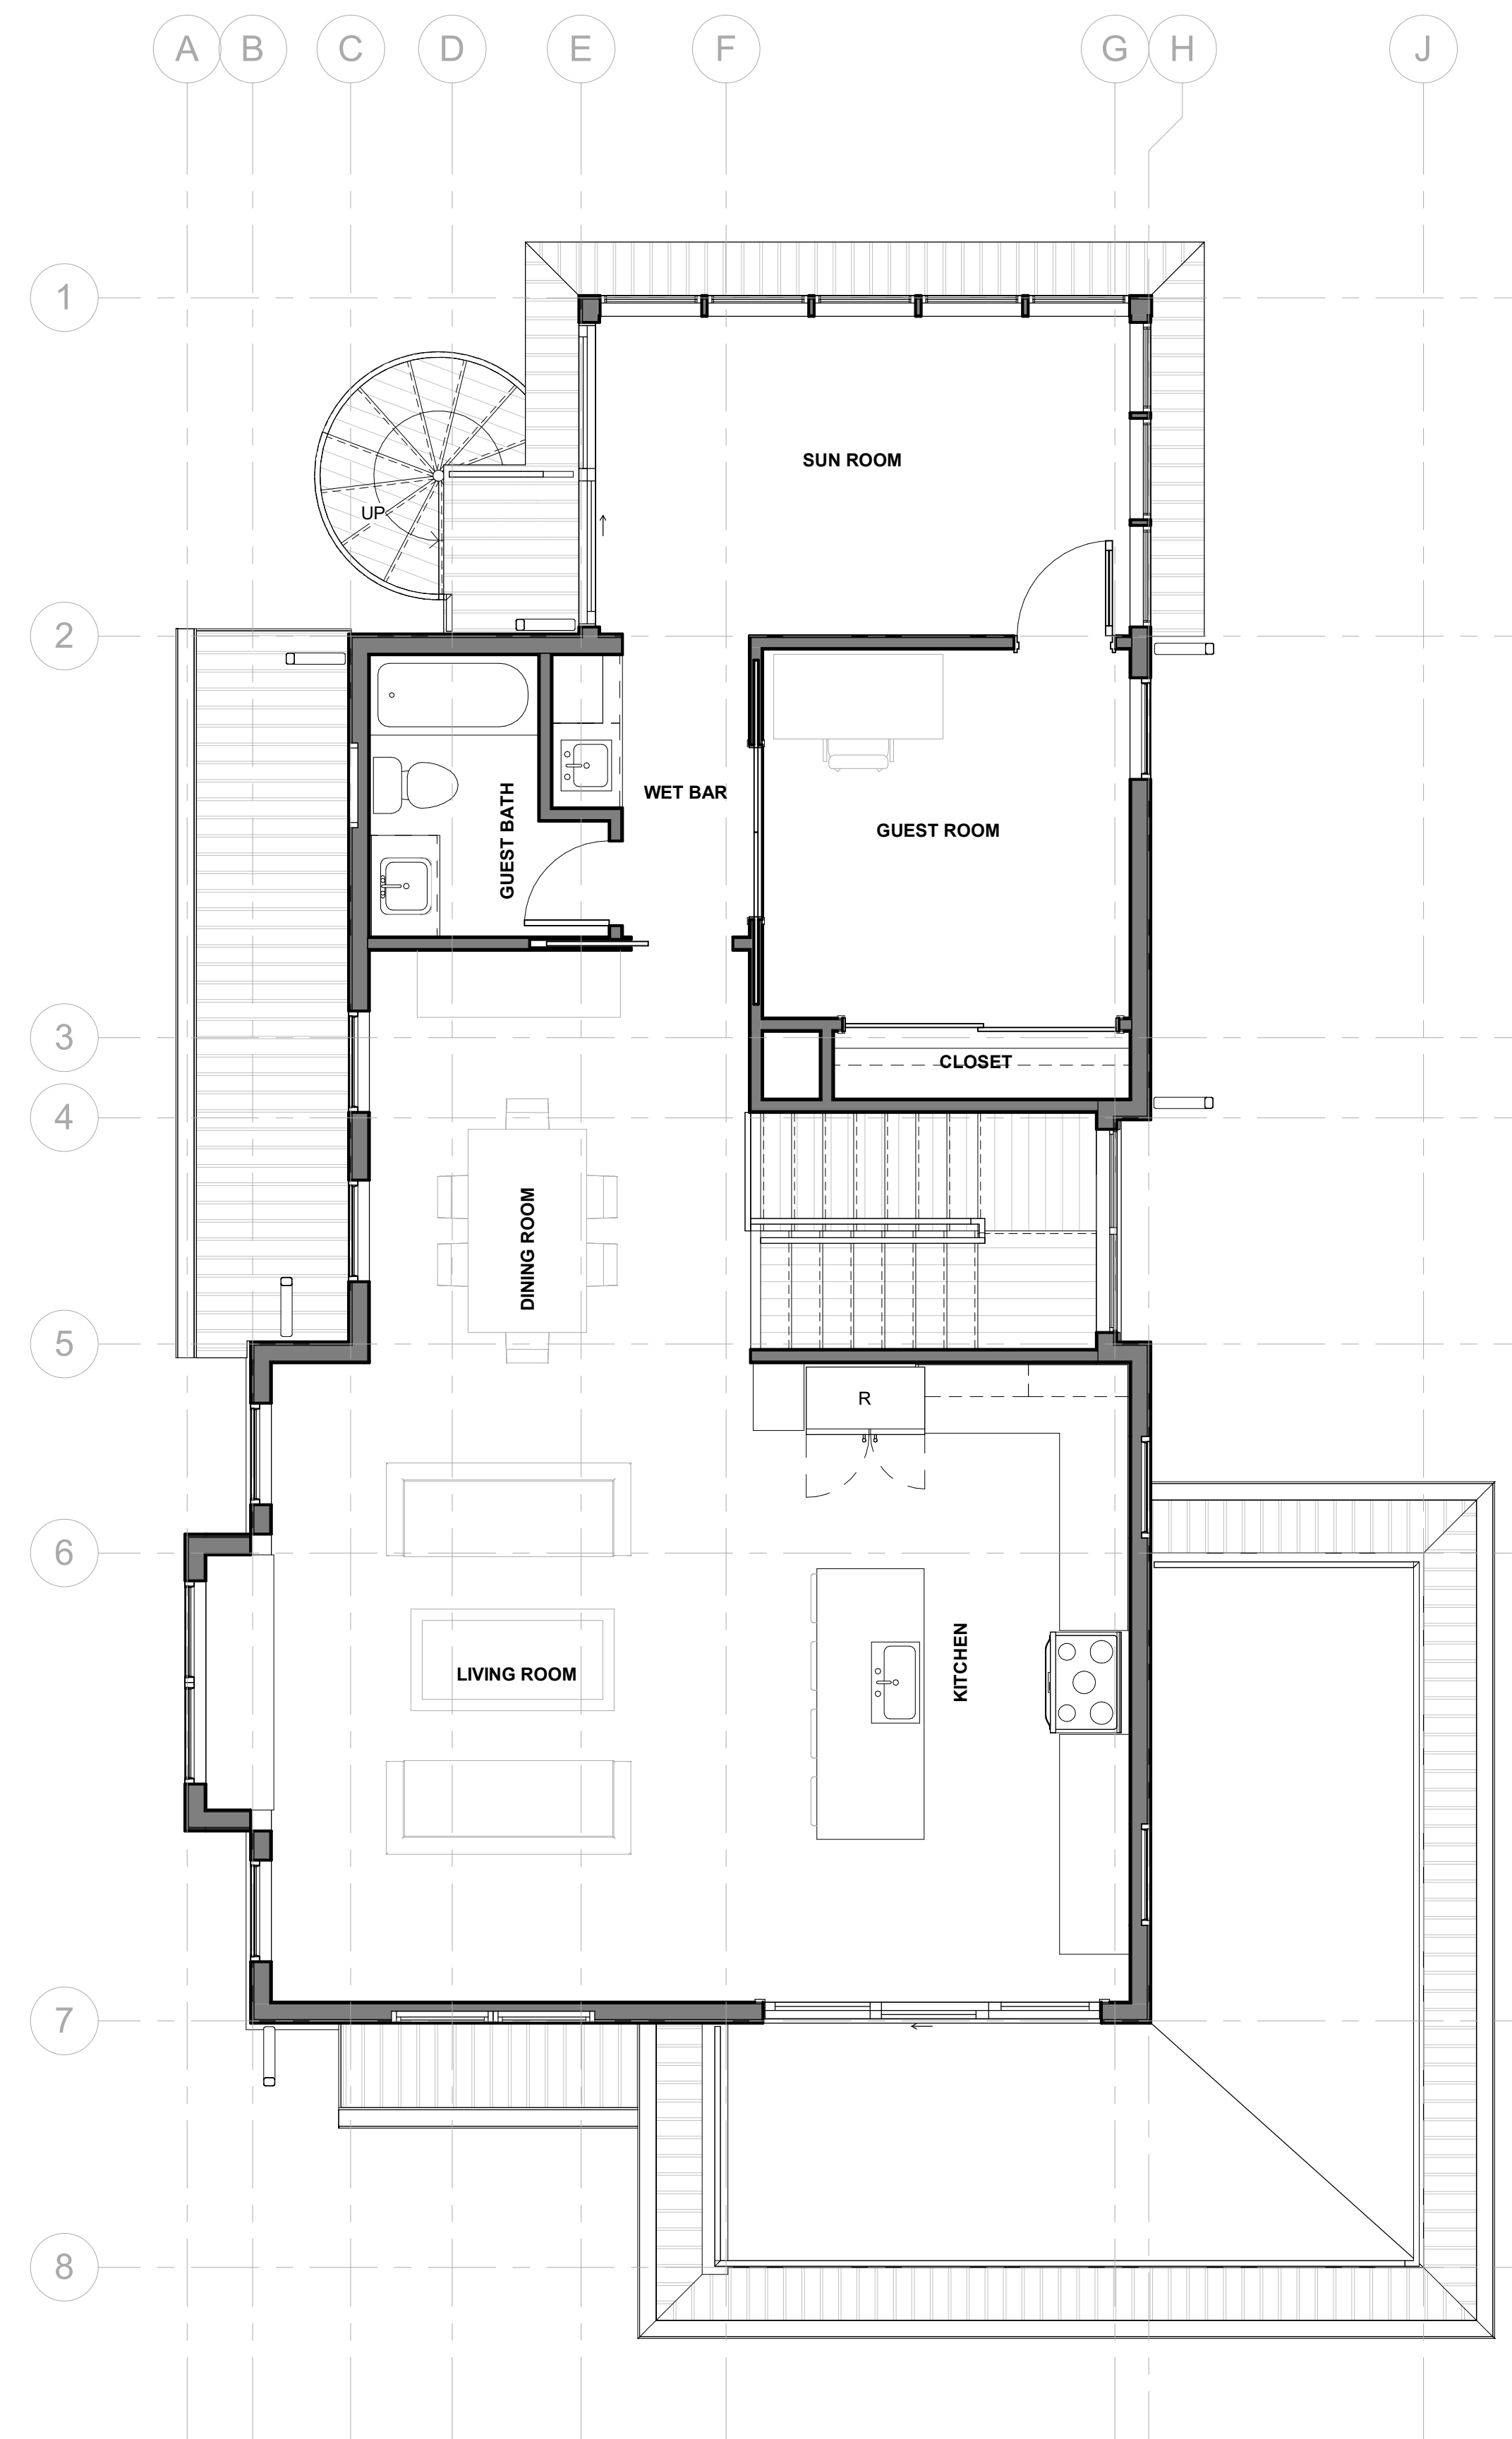 A
B
C
D
E
F
G
H
J
1
SUN ROOM
UP
2
WET BAR
GUEST BATH
GUEST ROOM
3
CLOSET
4
DINING ROOM
5
R
6
KITCHEN
LIVING ROOM
7
8